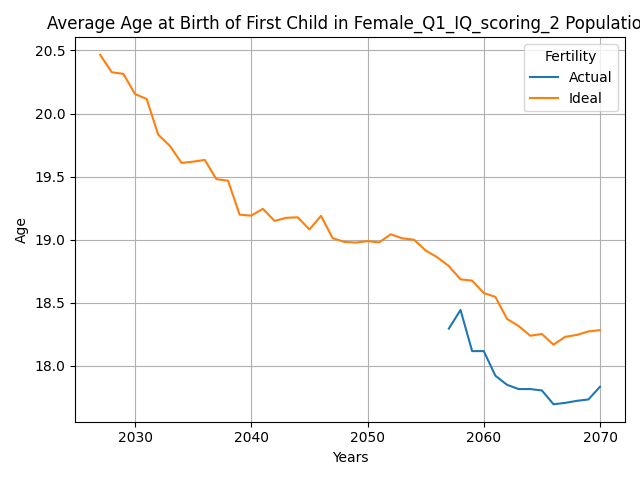 Average Age at Birth of First Child in Female_Q1_IQ_scoring_2 Populatio
Fertility
Actual
Ideal
20.5
20.0
19.5
19.0
18.5
18.0
Age
2030 2040 2050 2060 2070
Years